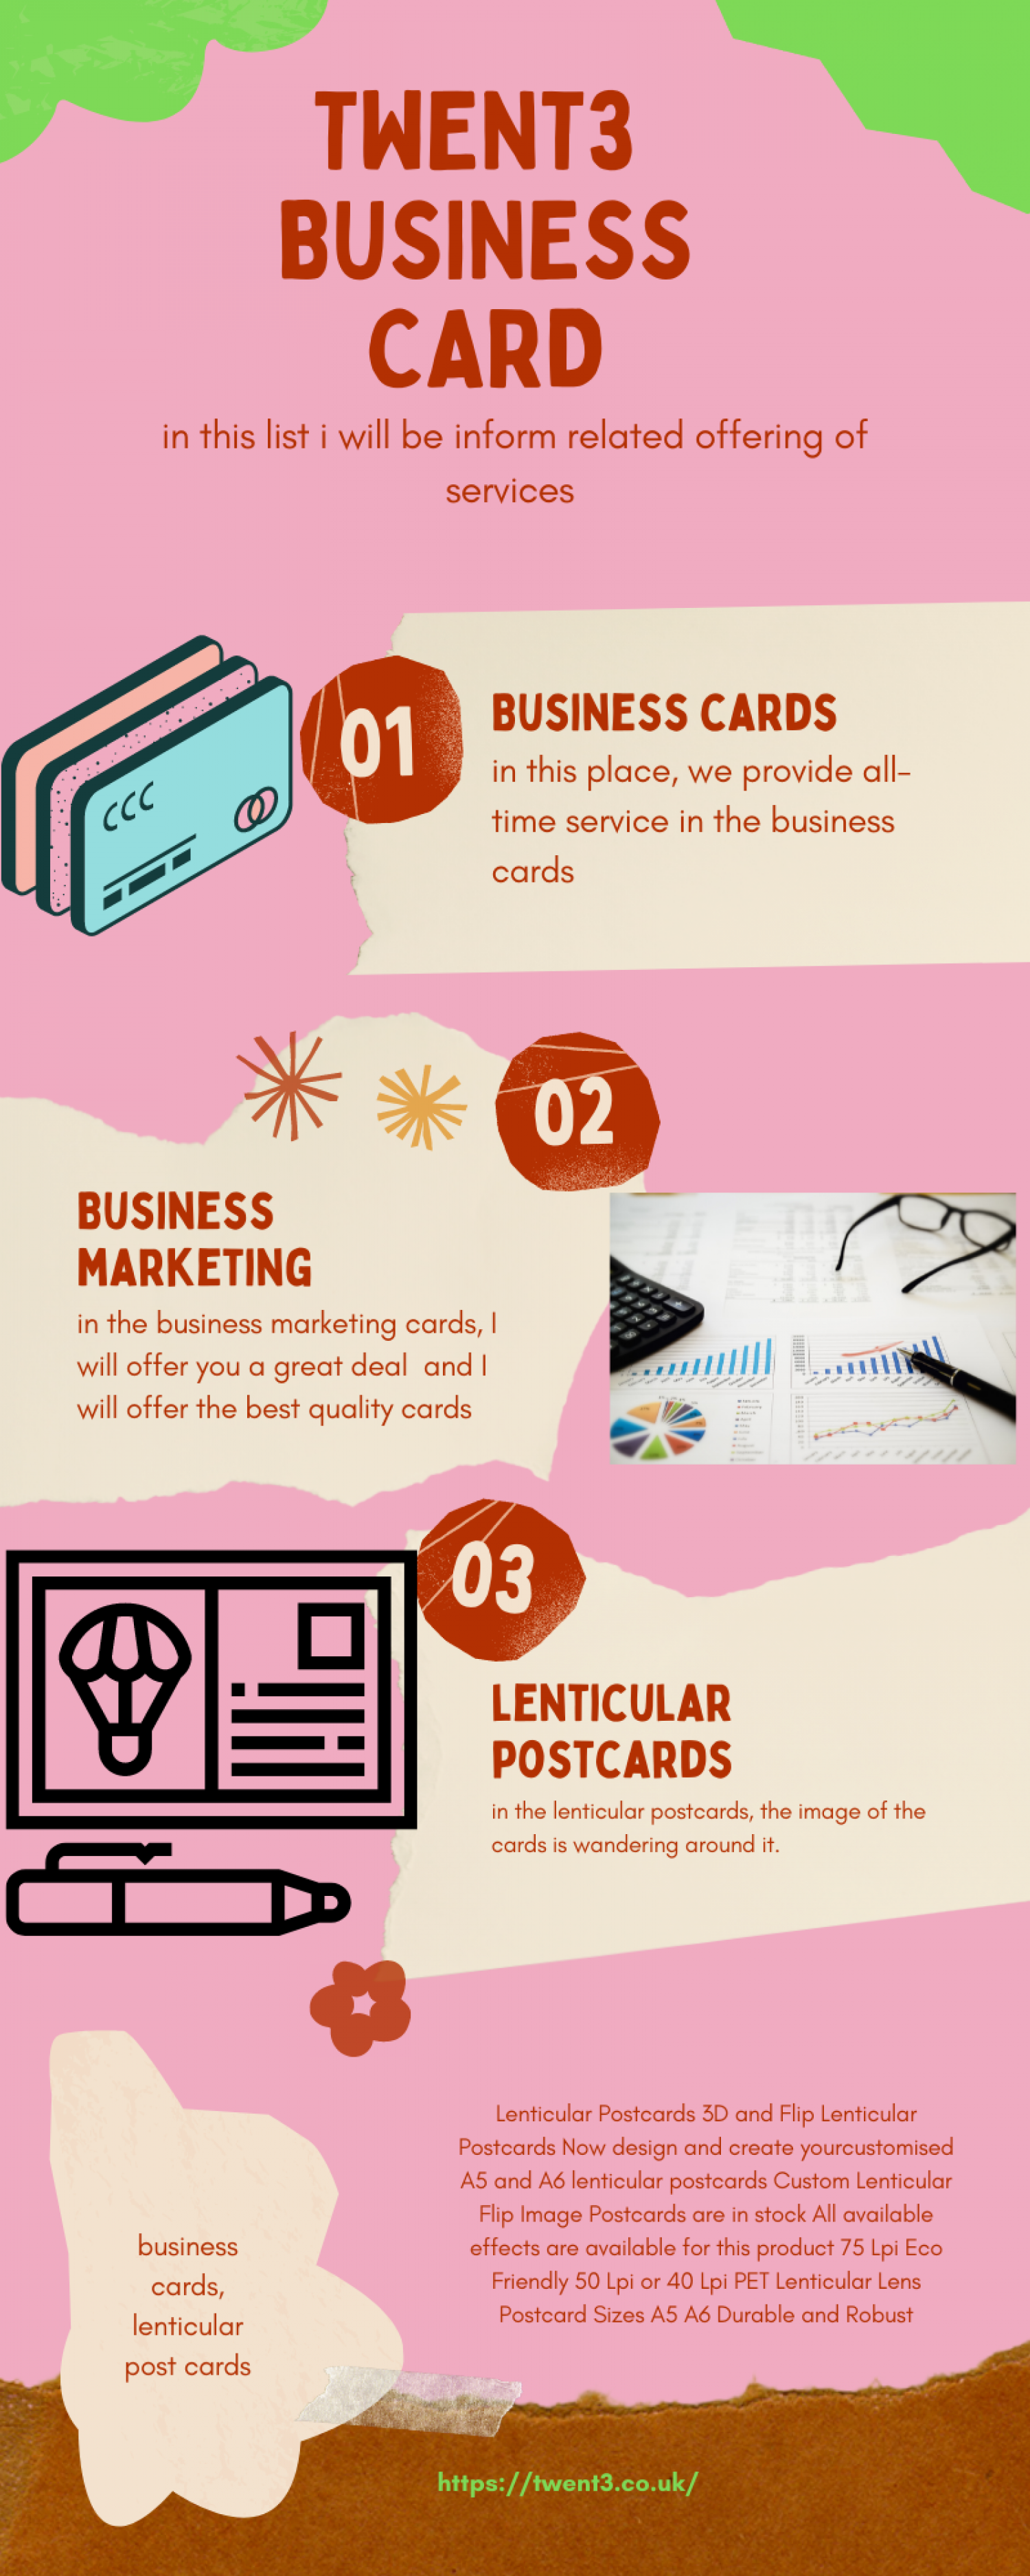 TWENT3
BUSINESS
CARD
in this list i will be inform related offering of
services
01
BUSINESS CARDS
in this place, we provide all-
time service in the business
cards
CCC
02
BUSINESS
MARKETING
in the business marketing cards, I
will offer you a great deal  and I
will offer the best quality cards
03
LENTICULAR
POSTCARDS
in the lenticular postcards, the image of the
cards is wandering around it.
Lenticular Postcards 3D and Flip Lenticular
Postcards Now design and create yourcustomised
A5 and A6 lenticular postcards Custom Lenticular
Flip Image Postcards are in stock All available
effects are available for this product 75 Lpi Eco
Friendly 50 Lpi or 40 Lpi PET Lenticular Lens
Postcard Sizes A5 A6 Durable and Robust
business
cards,
lenticular
post cards
https://twent3.co.uk/